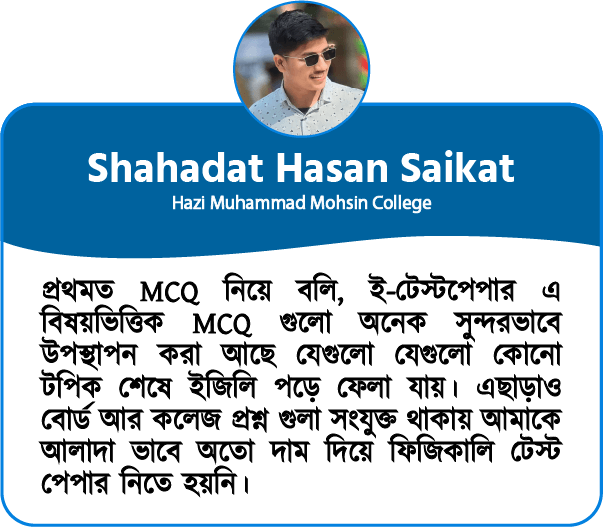 Shahadat Hasan Saikat
Hazi Muhammad Mohsin College
প্রথমত MCQ নিয়ে বলি, ই-টেস্টপেপার এ
বিষয়ভিত্তিক MCQ গুলো অনেক সুন্দরভাবে
উপস্থাপন করা আছে যেগুলো যেগুলো কোনো
টপিক শেষে ইজিলি পড়ে ফেলা যায়। এছাড়াও
বোর্ড আর কলেজ প্রশ্ন গুলা সংযুক্ত থাকায় আমাকে
আলাদা ভাবে অতো দাম দিয়ে ফিজিকালি টেস্ট
পেপার নিতে হয়নি।